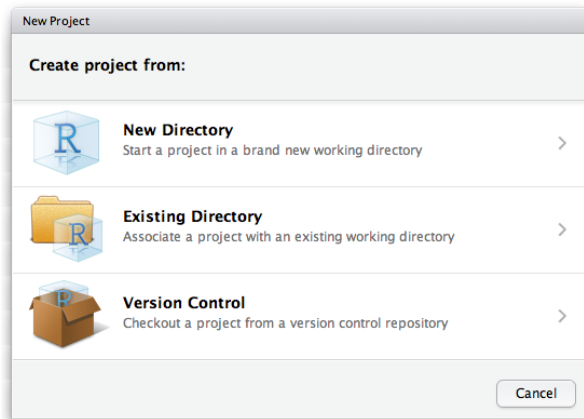 New Project
Create project from:
R
New Directory
Start a project in a brand new working directory
R
Existing Directory
Associate a project with an existing working directory
R
Version Control
Checkout a project from a version control repository
Cancel